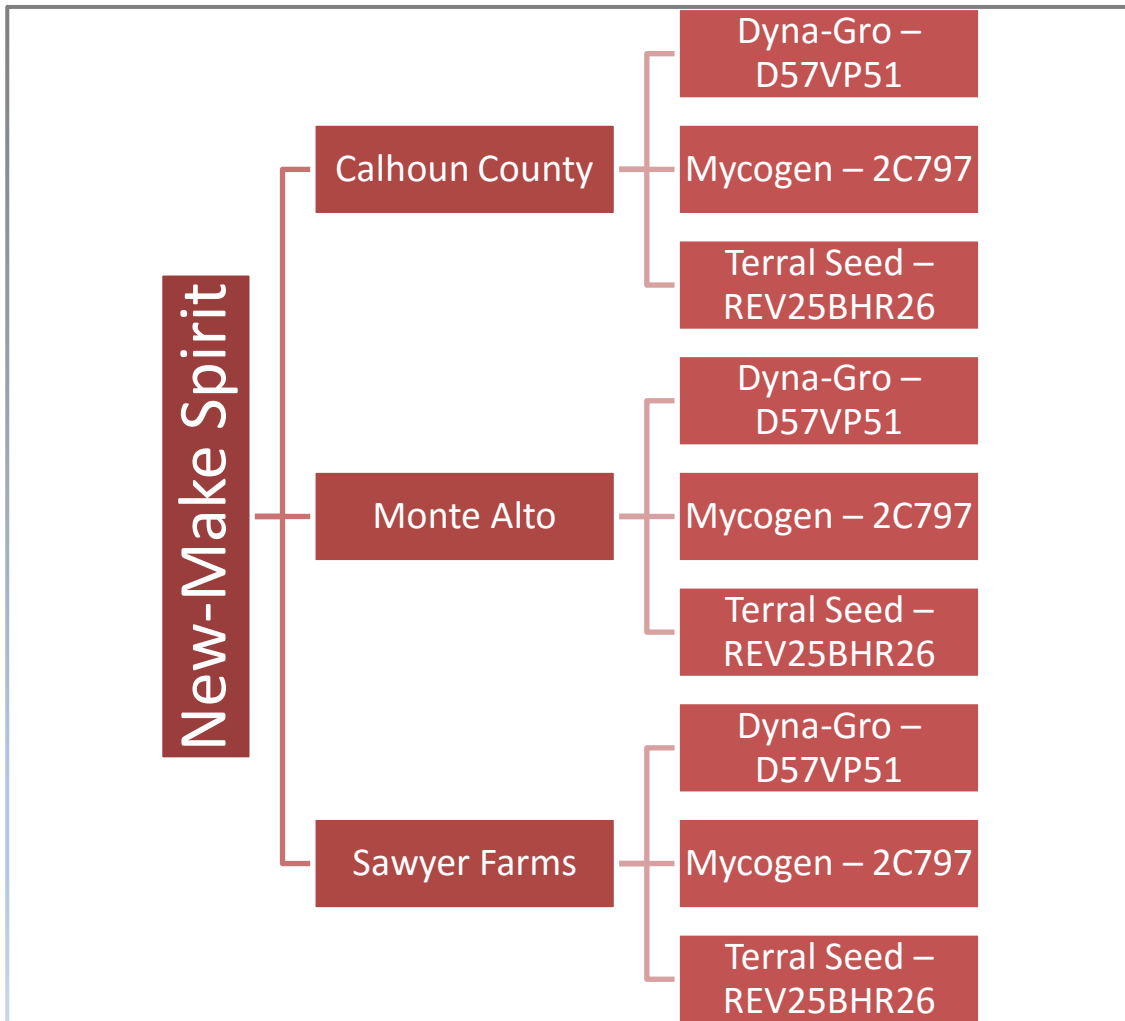 New-Make Spirit
Calhoun County
Dyna-Gro –
D57VP51
Mycogen – 2C797
Terral Seed –
REV25BHR26
Monte Alto
Dyna-Gro –
D57VP51
Mycogen – 2C797
Terral Seed –
REV25BHR26
Sawyer Farms
Dyna-Gro –
D57VP51
Mycogen – 2C797
Terral Seed –
REV25BHR26